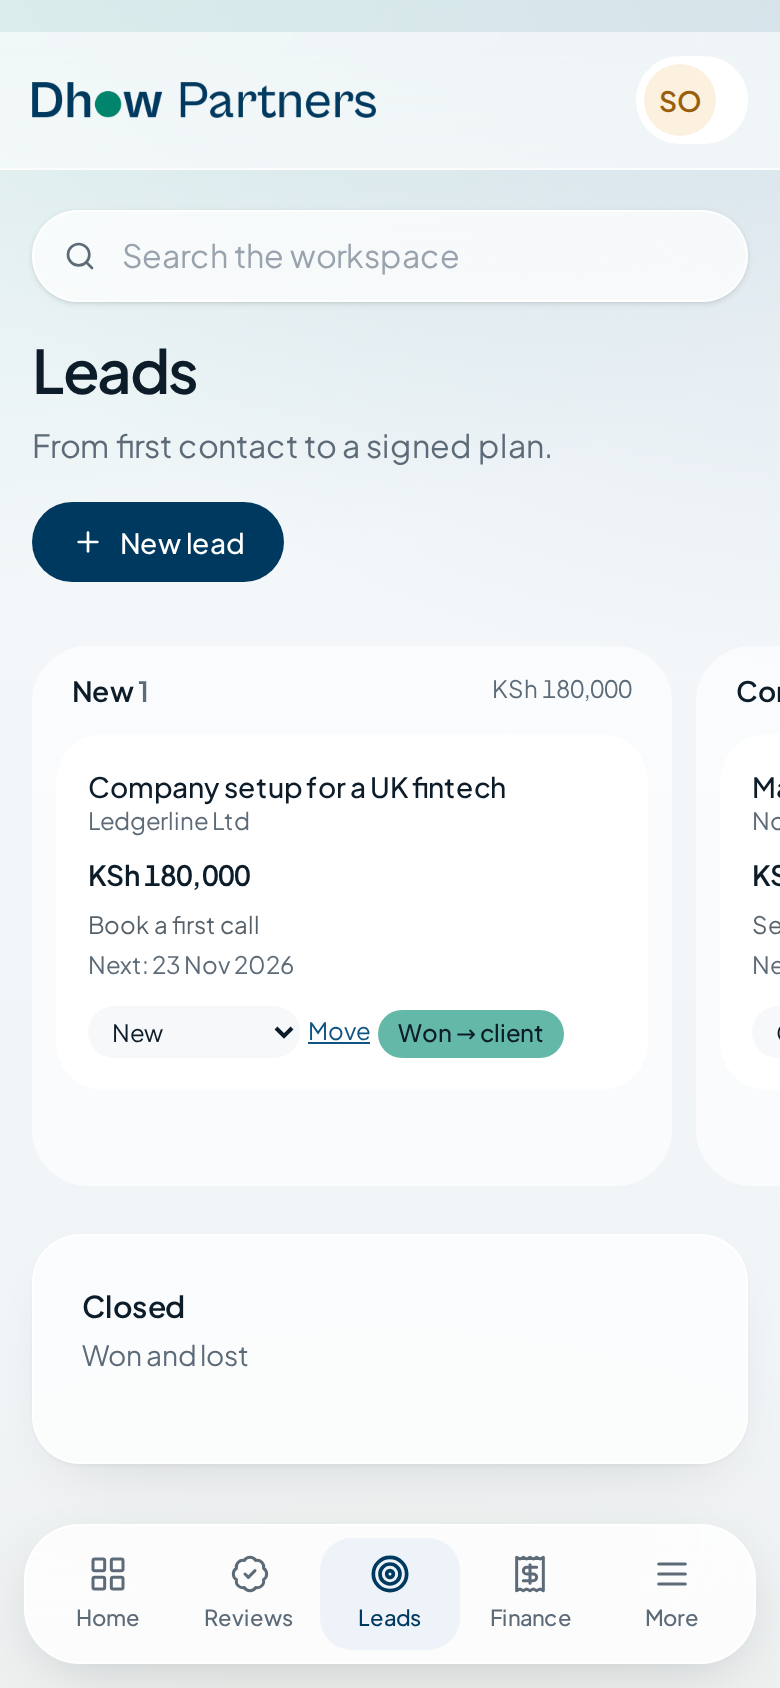 Dhow Partners
SO
Search the workspace
Leads
From first contact to a signed plan.
New lead
New 1
KSh 180,000
Company setup for a UK fintech
Ledgerline Ltd
KSh 180,000
Book a first call
Next: 23 Nov 2026
New
Move
Won → client
Closed
Won and lost
Home
Reviews
Leads
Finance
More